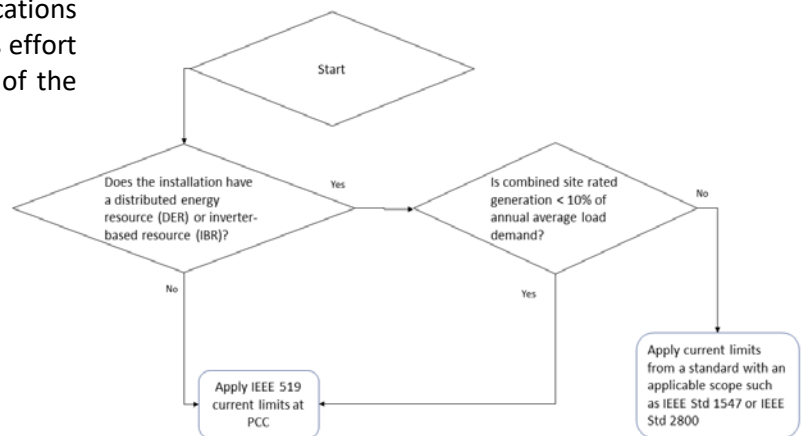 cations
effort
of the
Start
Does the installation have
a distributed energy
resource (DER) or inverter-
based resource (IBR)?
Yes
Is combined site rated
generation < 10% of
annual average load
demand?
No
No
Yes
Apply IEEE 519
current limits at
PCC
Apply current limits
from a standard with an
applicable scope such
as IEEE Std 1547 or IEEE
Std 2800